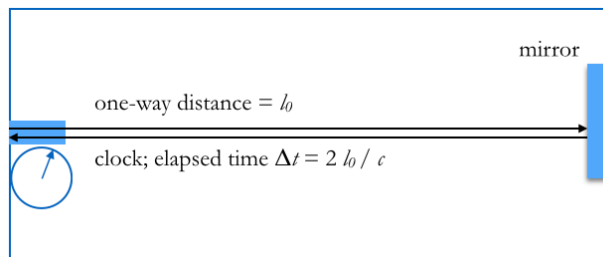 mirror
one-way distance = l₀
clock; elapsed time Δt = 2 l₀ / c